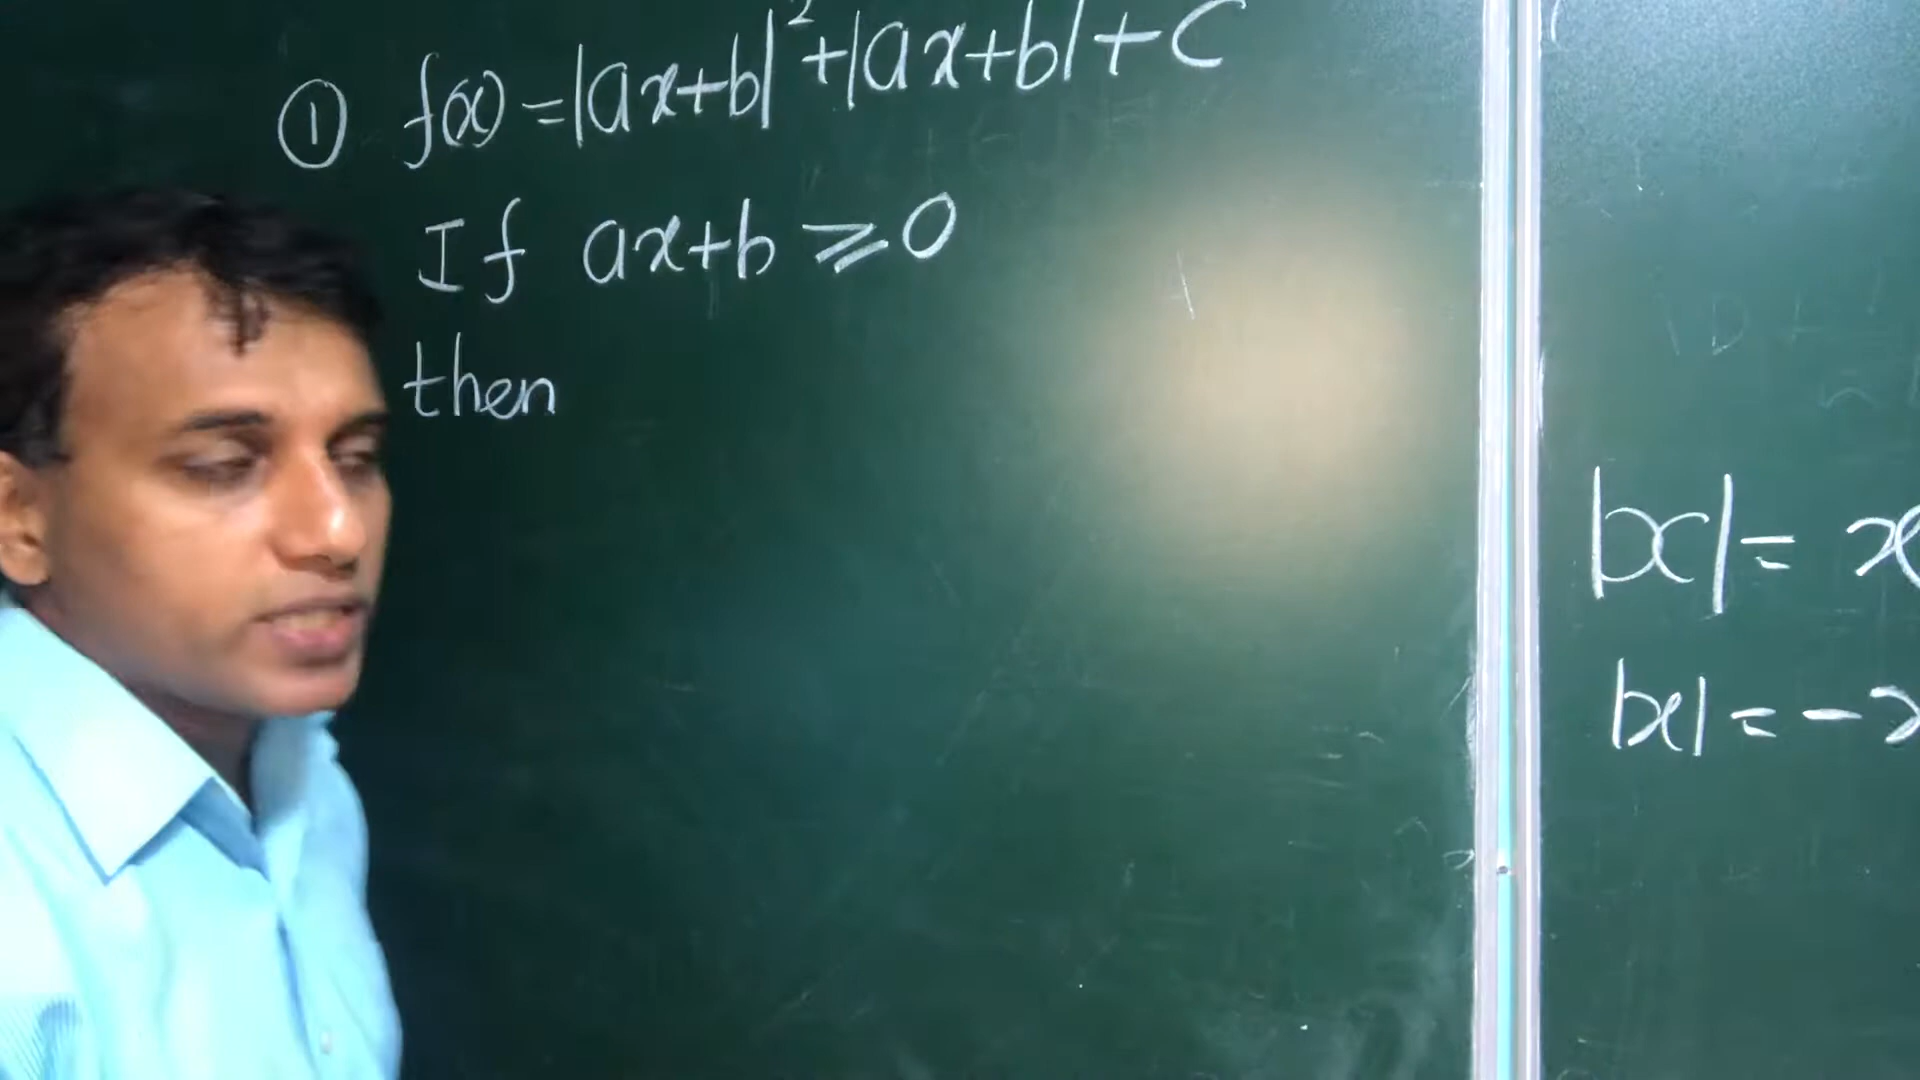 ① f(x) = |ax+b|²+|ax+b|+c
If ax+b ⩾ 0
then
|x| = x
|x| = -x